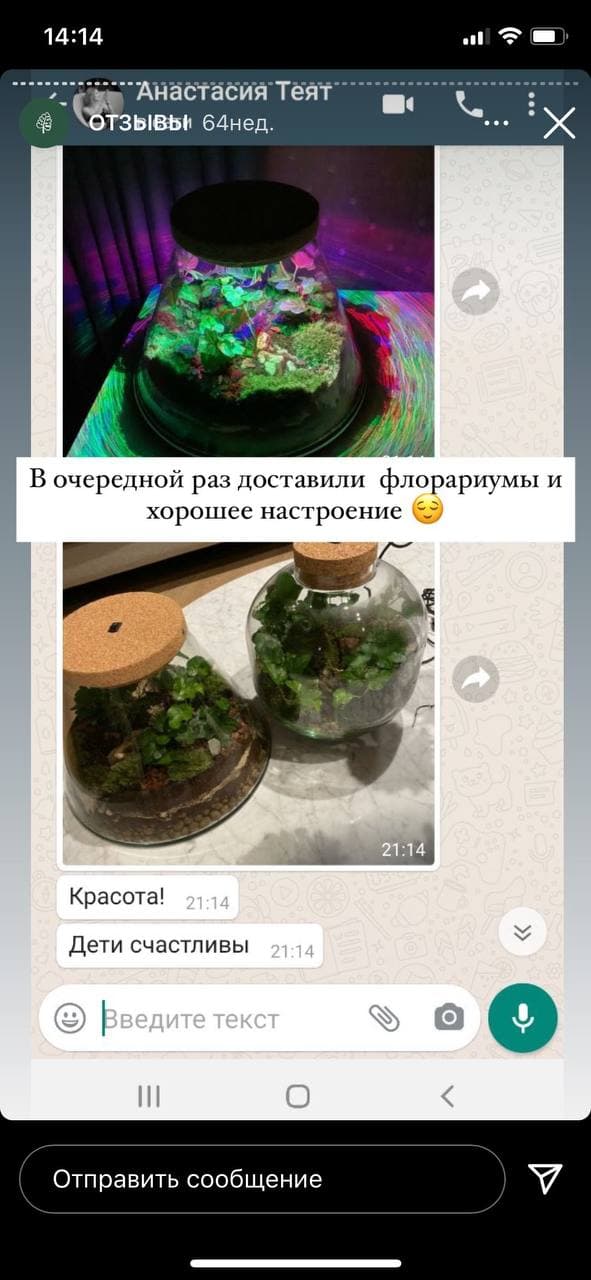 14:14
Анастасия Теят
ОТЗЫВЫ 64нед.
В очередной раз доставили флорариумы и
хорошее настроение
21:14
Красота! 21:14
Дети счастливы 21:14
Введите текст
Отправить сообщение